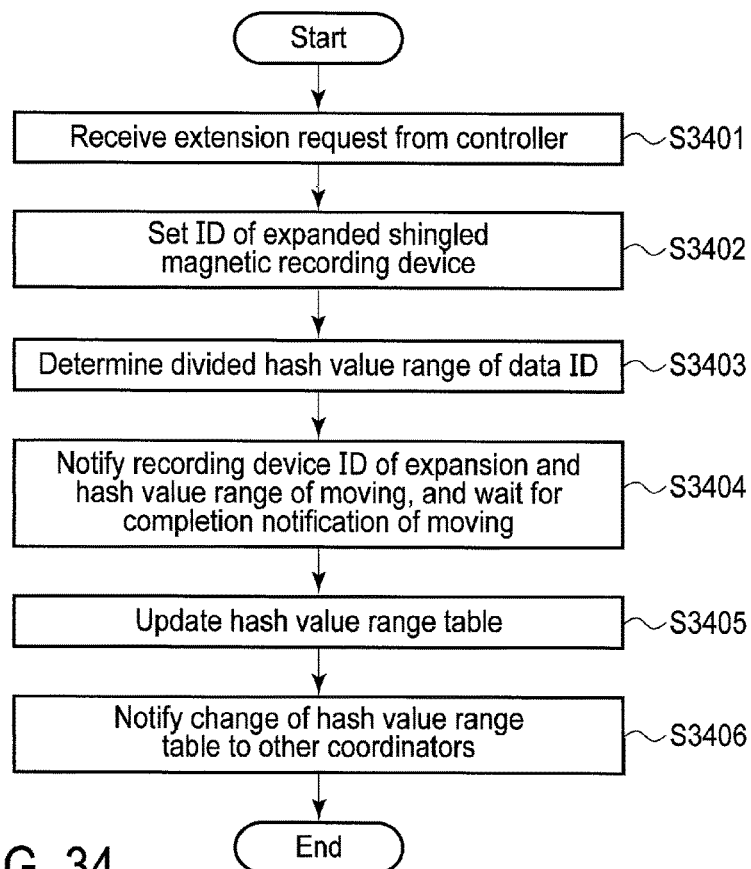 Start
Receive extension request from controller
S3401
Set ID of expanded shingled
magnetic recording device
S3402
Determine divided hash value range of data ID
S3403
Notify recording device ID of expansion and
hash value range of moving, and wait for
completion notification of moving
S3404
Update hash value range table
S3405
Notify change of hash value range
table to other coordinators
S3406
End
G. 34